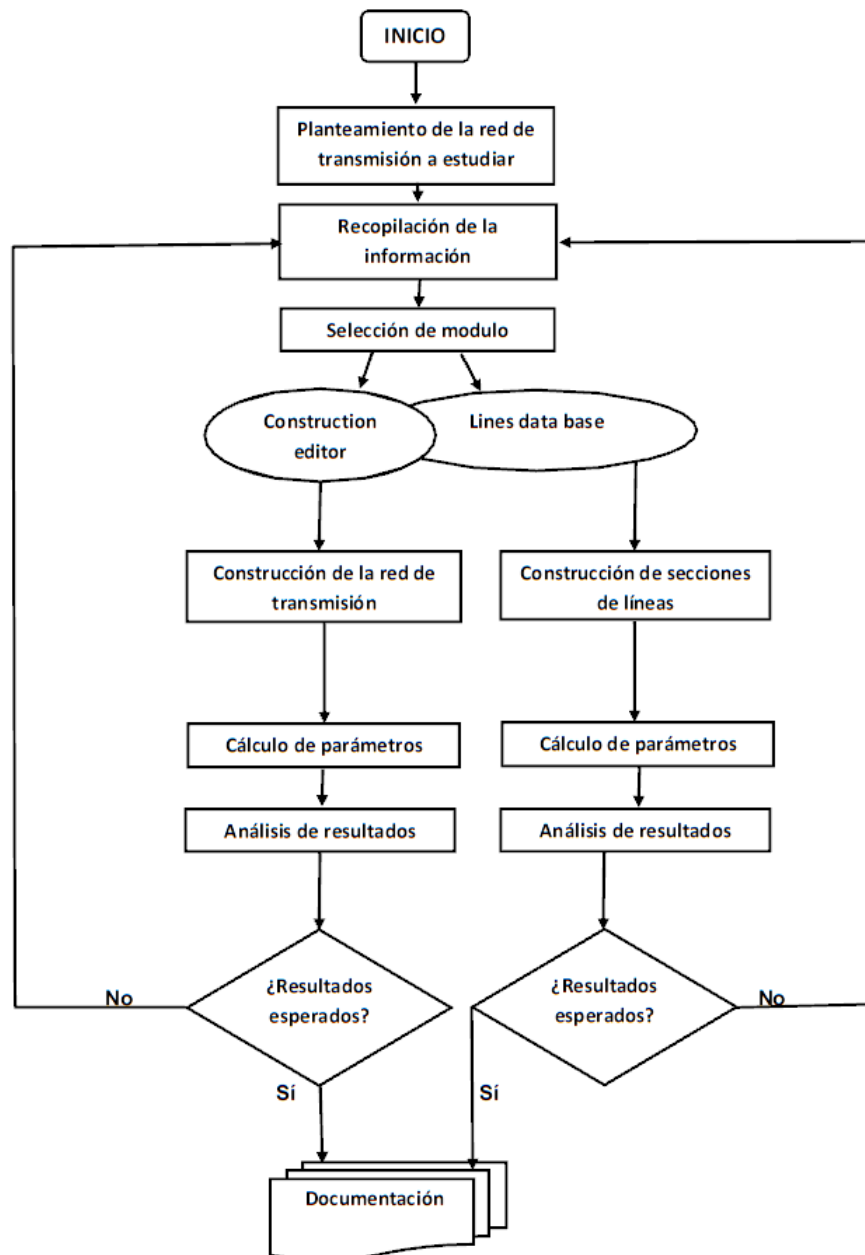 INICIO
Planteamiento de la red de
transmisión a estudiar
Recopilación de la
información
Selección de modulo
Construction
editor
Lines data base
Construcción de la red de
transmisión
Construcción de secciones
de líneas
Cálculo de parámetros
Cálculo de parámetros
Análisis de resultados
Análisis de resultados
No
¿Resultados
esperados?
¿Resultados
esperados?
No
Sí
Sí
Documentación